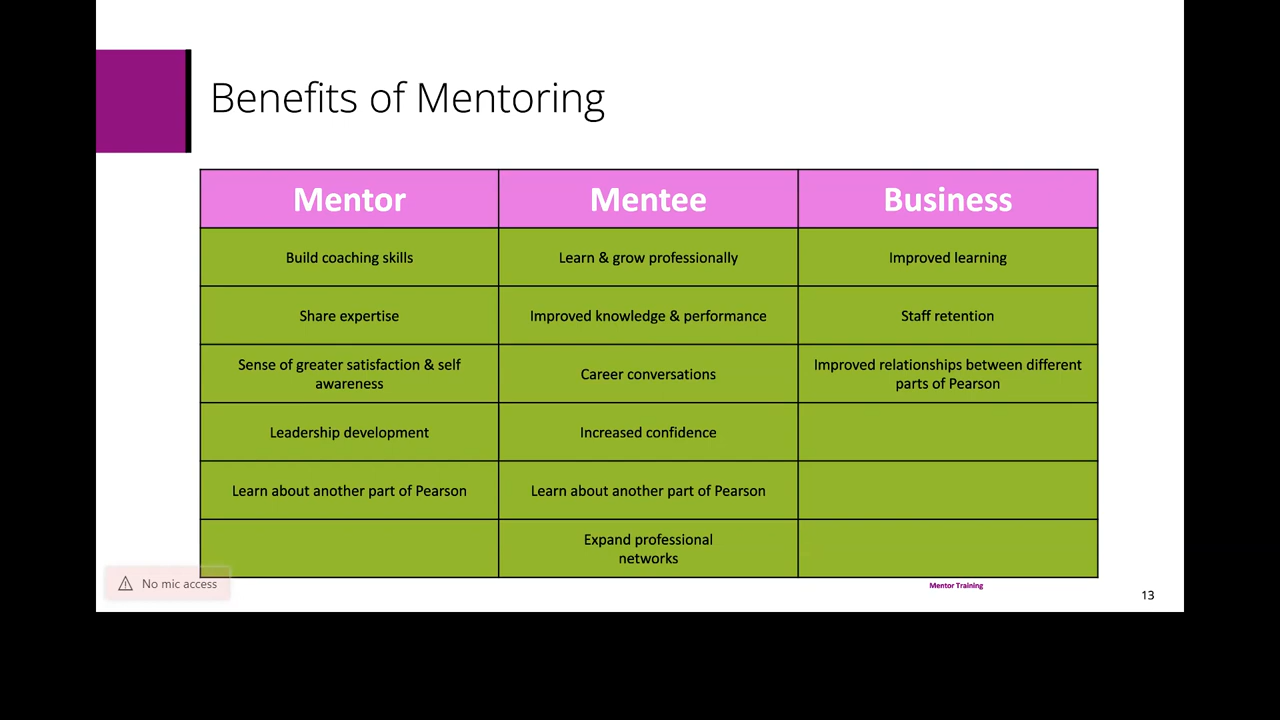 Benefits of Mentoring
Mentor Mentee Business
Build coaching skills Learn & grow professionally Improved learning
Share expertise Improved knowledge & performance Staff retention
Sense of greater satisfaction & self
awareness
Career conversations
Improved relationships between different
parts of Pearson
Leadership development Increased confidence
Learn about another part of Pearson Learn about another part of Pearson
Expand professional
networks
No mic access
Mentor Training
13